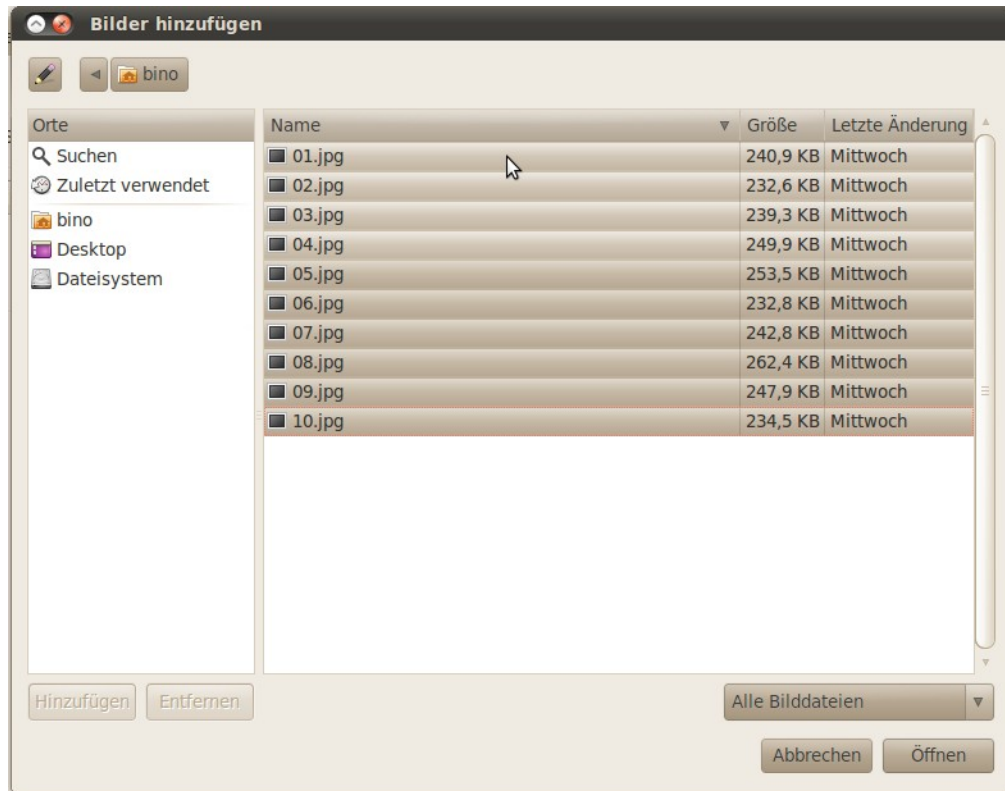 Bilder hinzufügen
bino
Orte
Suchen
Zuletzt verwendet
bino
Desktop
Dateisystem
Name Größe Letzte Änderung
01.jpg 240,9 KB Mittwoch
02.jpg 232,6 KB Mittwoch
03.jpg 239,3 KB Mittwoch
04.jpg 249,9 KB Mittwoch
05.jpg 253,5 KB Mittwoch
06.jpg 232,8 KB Mittwoch
07.jpg 242,8 KB Mittwoch
08.jpg 262,4 KB Mittwoch
09.jpg 247,9 KB Mittwoch
10.jpg 234,5 KB Mittwoch
Hinzufügen Entfernen
Alle Bilddateien
Abbrechen Öffnen